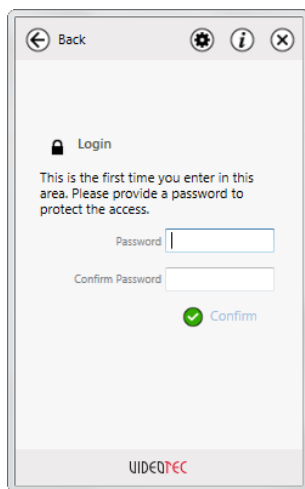 Back
Login
This is the first time you enter in this
area. Please provide a password to
protect the access.
Password
Confirm Password
Confirm
VIDEOTEC